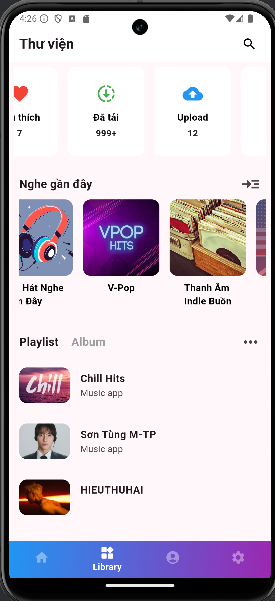 4:26
Thư viện
thích
Đã tải
Upload
7
999+
12
Nghe gần đây
VPOP
HITS
Hát Nghe
V-Pop
Thanh Âm
Đây
Indie Buồn
Playlist
Album
Chill
Chill Hits
Music app
Sơn Tùng M-TP
Music app
HIEUTHUHAI
Library